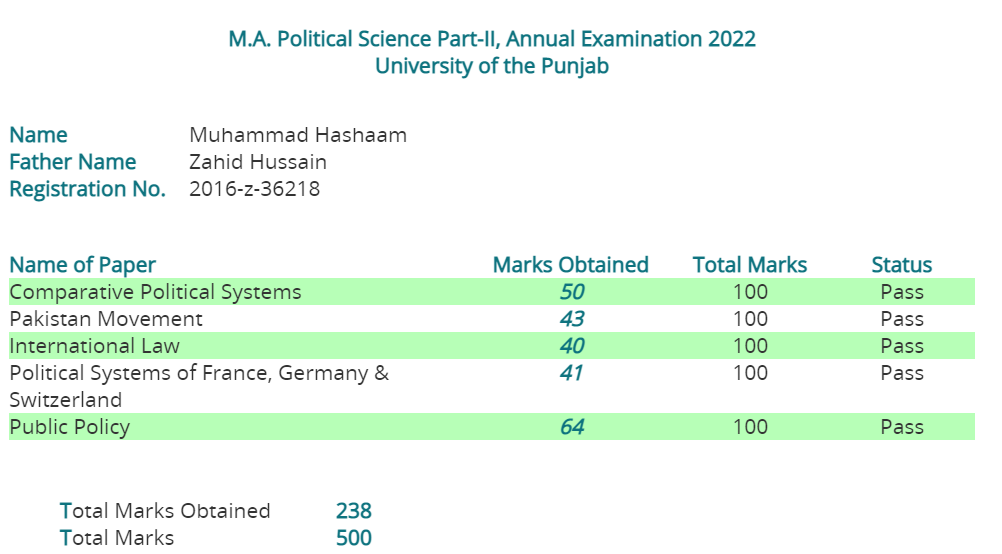 M.A. Political Science Part-II, Annual Examination 2022
University of the Punjab
Name Muhammad Hashaam
Father Name Zahid Hussain
Registration No. 2016-z-36218
Name of Paper Marks Obtained Total Marks Status
Comparative Political Systems 50 100 Pass
Pakistan Movement 43 100 Pass
International Law 40 100 Pass
Political Systems of France, Germany & 41 100 Pass
Switzerland
Public Policy 64 100 Pass
Total Marks Obtained 238
Total Marks 500